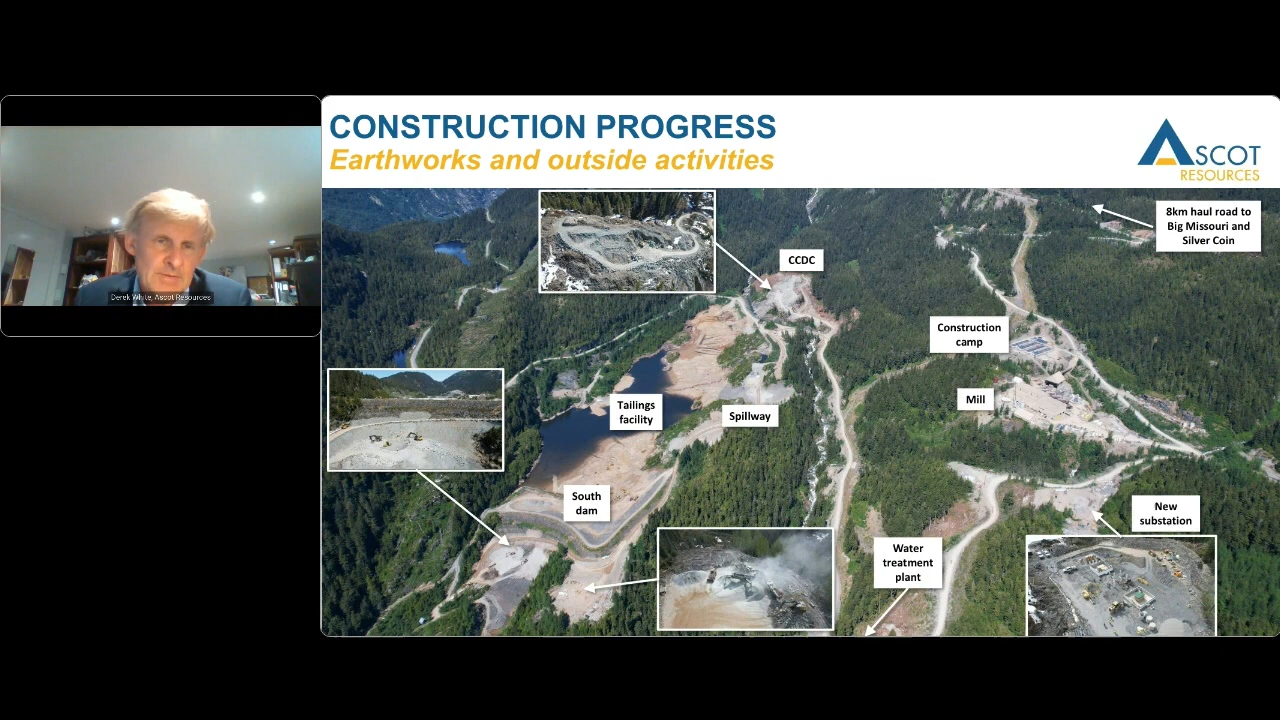 CONSTRUCTION PROGRESS
Earthworks and outside activities
ASCOT
RESOURCES
8km haul road to
Big Missouri and
Silver Coin
CCDC
Construction
camp
Mill
Tailings
facility
Spillway
South
dam
New
substation
Water
treatment
plant
Derek White, Ascot Resources